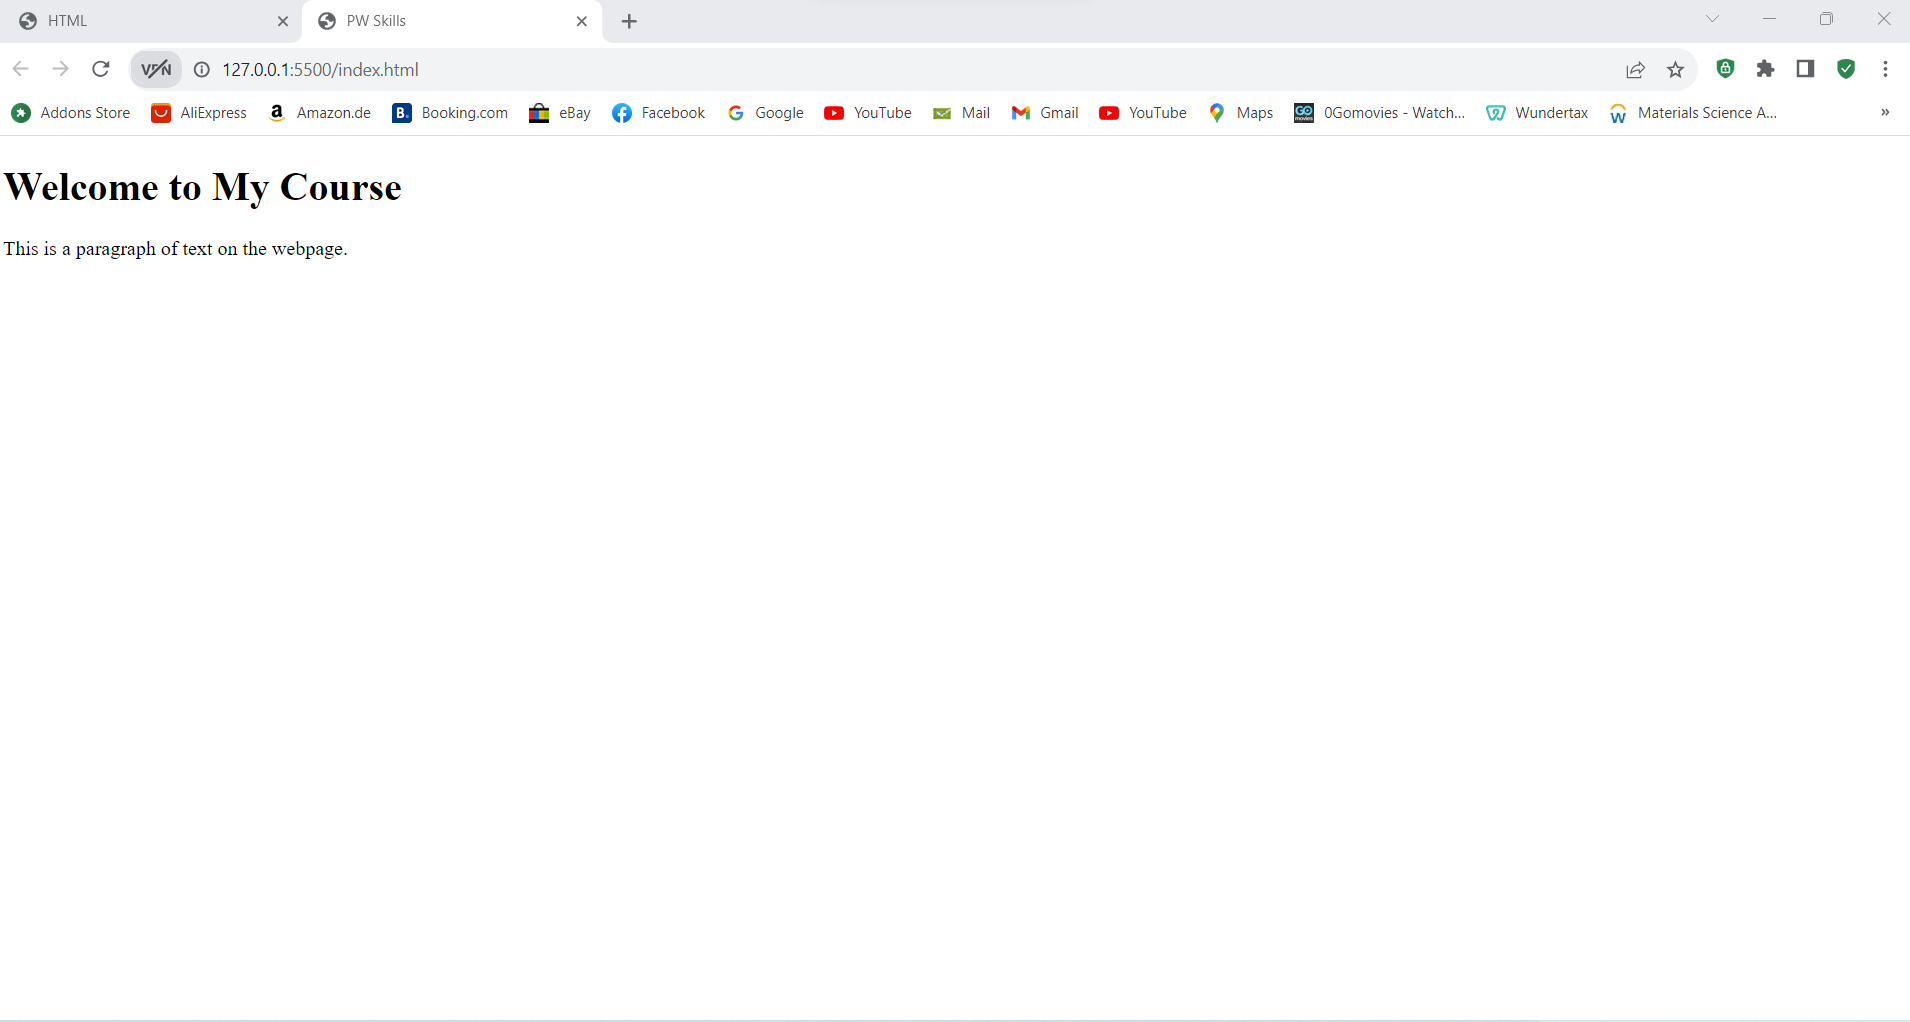 HTML
PW Skills
VPN
127.0.0.1:5500/index.html
Addons Store AliExpress a Amazon.de B. Booking.com eBay Facebook Google YouTube Mail Gmail YouTube Maps GO movies 0Gomovies - Watch... Wundertax Materials Science A... »
Welcome to My Course
This is a paragraph of text on the webpage.